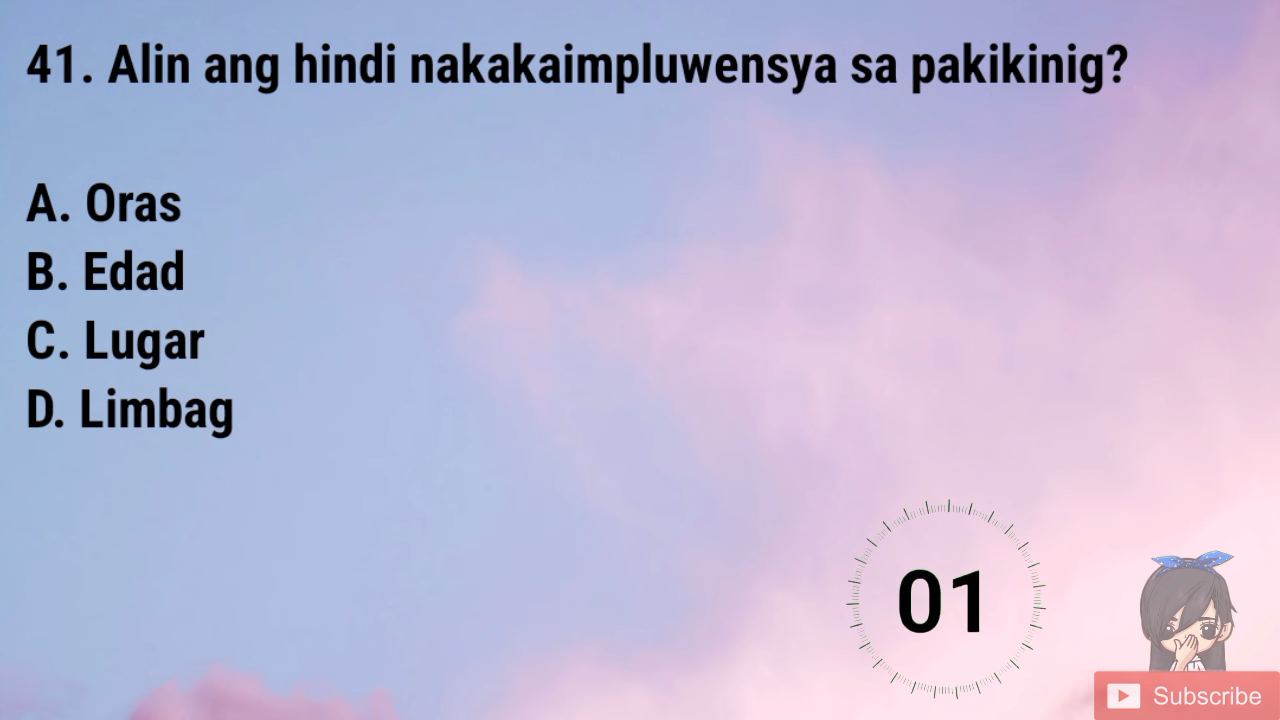 41. Alin ang hindi nakakaimpluwensya sa pakikinig?
A. Oras
B. Edad
C. Lugar
D. Limbag
01
Subscribe